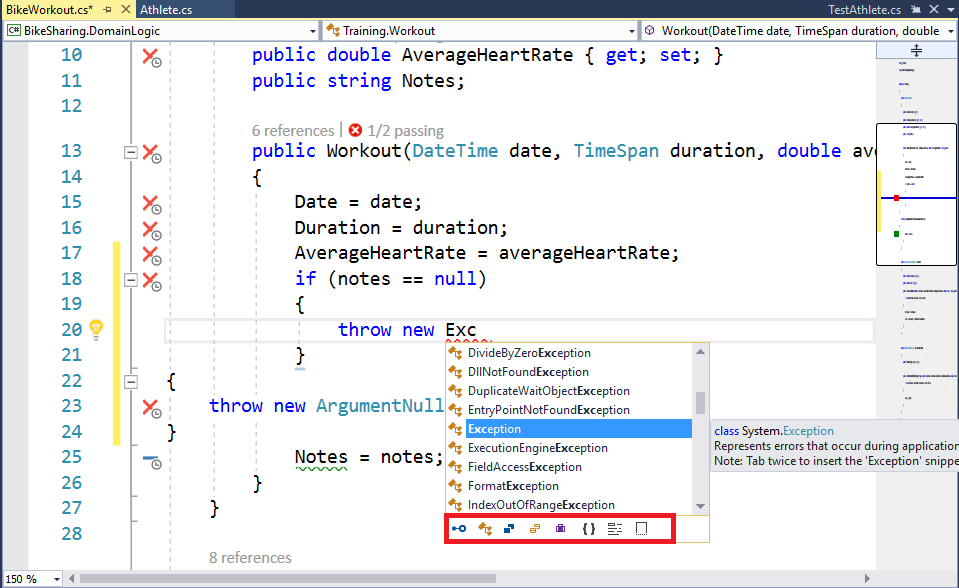 BikeWorkout.cs* Athlete.cs TestAthlete.cs
C# BikeSharing.DomainLogic Training.Workout Workout(DateTime date, TimeSpan duration, double
10 public double AverageHeartRate { get; set; }
11 public string Notes;
12
6 references | 1/2 passing
13 public Workout(DateTime date, TimeSpan duration, double ave
14 {
15 Date = date;
16 Duration = duration;
17 AverageHeartRate = averageHeartRate;
18 if (notes == null)
19 {
20 throw new Exc
21 }
22 {
23 throw new ArgumentNull
24 }
25 Notes = notes;
26 }
27 }
28
8 references
DivideByZeroException
DllNotFoundException
DuplicateWaitObjectException
EntryPointNotFoundException
Exception
ExecutionEngineException
FieldAccessException
FormatException
IndexOutOfRangeException
{ }
class System.Exception
Represents errors that occur during application
Note: Tab twice to insert the 'Exception' snippe
150 %